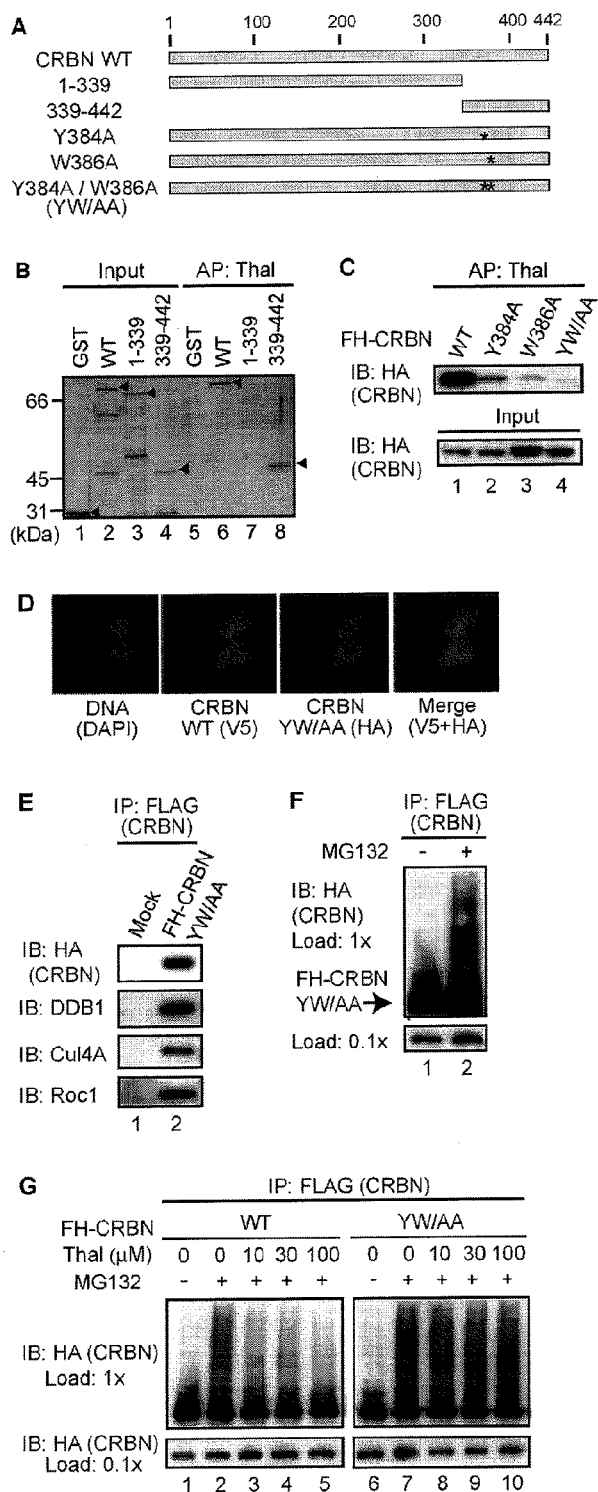 A
1 100 200 300 400 442
CRBN WT
1-339
339-442
Y384A
*
W386A
*
Y384A / W386A
**
(YW/AA)
B
Input AP: Thal
GST WT 1-339 339-442 GST WT 1-339 339-442
66
45
31
(kDa) 1 2 3 4 5 6 7 8
C
AP: Thal
FH-CRBN WT Y384A W386A YW/AA
IB: HA
(CRBN)
Input
IB: HA
(CRBN)
1 2 3 4
D
DNA
(DAPI)
CRBN
WT (V5)
CRBN
YW/AA (HA)
Merge
(V5+HA)
E
IP: FLAG
(CRBN)
Mock FH-CRBN YW/AA
IB: HA
(CRBN)
IB: DDB1
IB: Cul4A
IB: Roc1
1 2
F
IP: FLAG
(CRBN)
MG132 - +
IB: HA
(CRBN)
Load: 1x
FH-CRBN
YW/AA
Load: 0.1x
1 2
G
IP: FLAG (CRBN)
FH-CRBN WT YW/AA
Thal (μM) 0 0 10 30 100 0 0 10 30 100
MG132 - + + + + - + + + +
IB: HA (CRBN)
Load: 1x
IB: HA (CRBN)
Load: 0.1x
1 2 3 4 5 6 7 8 9 10